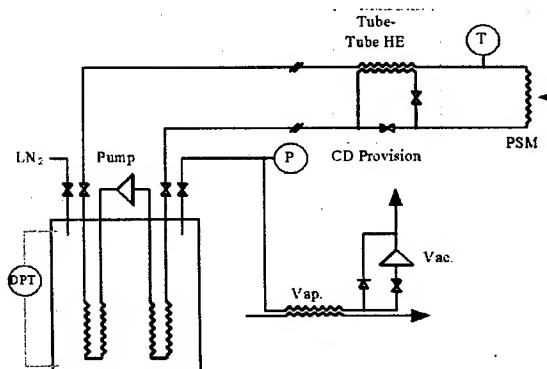 Tube-
Tube HE
T
PSM
LN₂
Pump
P
CD Provision
DPT
Vac.
Vap.